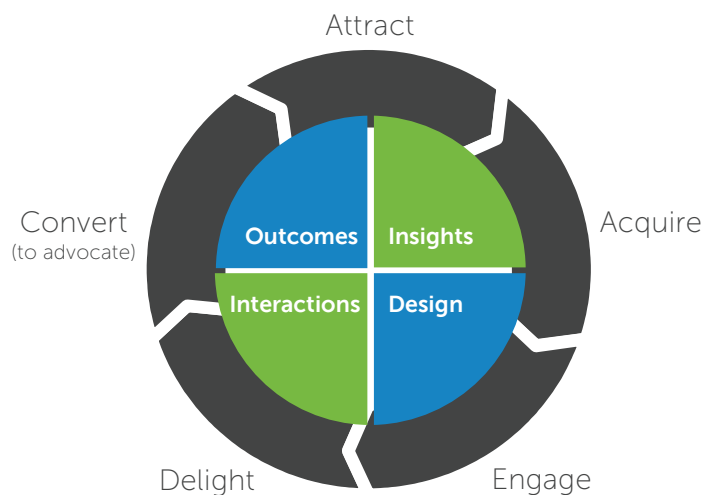 Attract
Convert
(to advocate)
Acquire
Outcomes
Insights
Interactions
Design
Delight
Engage